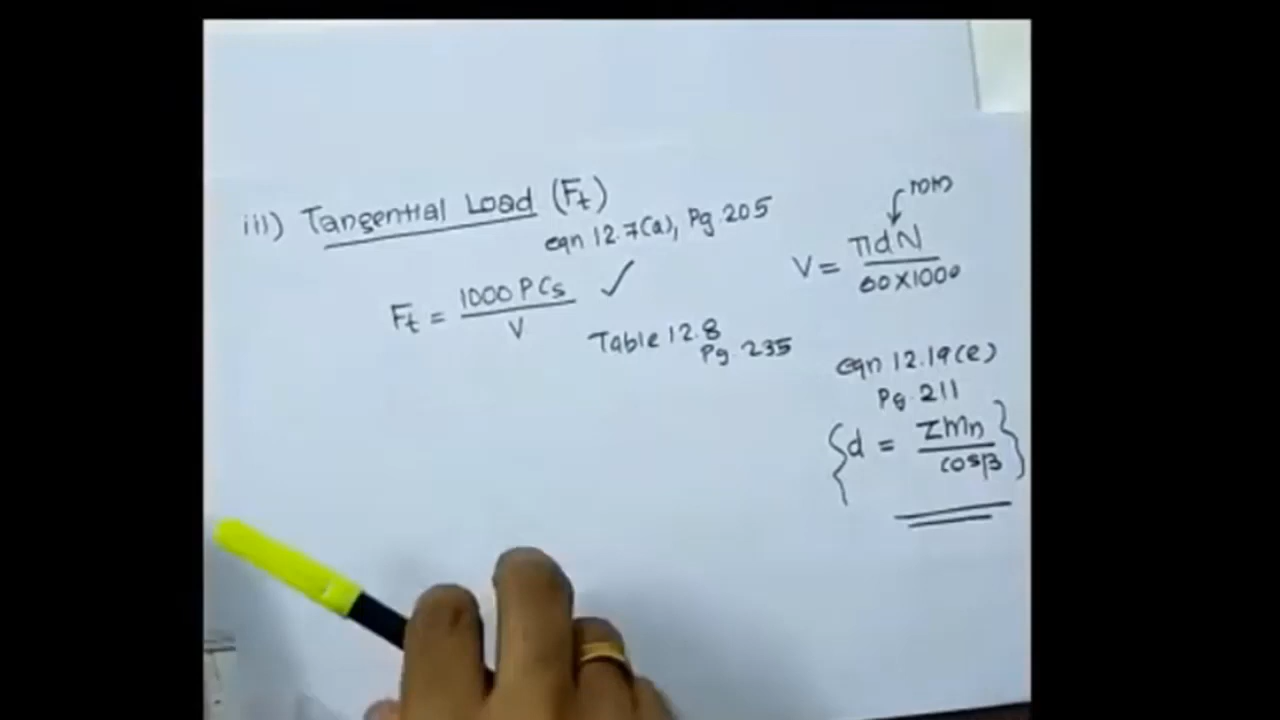 iii) Tangential Load (Ft)
eqn 12.7(a), Pg. 205
Ft = 1000 P Cs / V ✓
Table 12.8
Pg. 235
mm
V = πdN / 60×1000
eqn 12.19(e)
Pg. 211
{d = Zmn / cosβ}